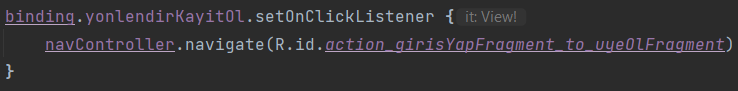 binding.yonlendirKayitOl.setOnClickListener { it: View!
navController.navigate(R.id.action_girisYapFragment_to_uyeOlFragment)
}